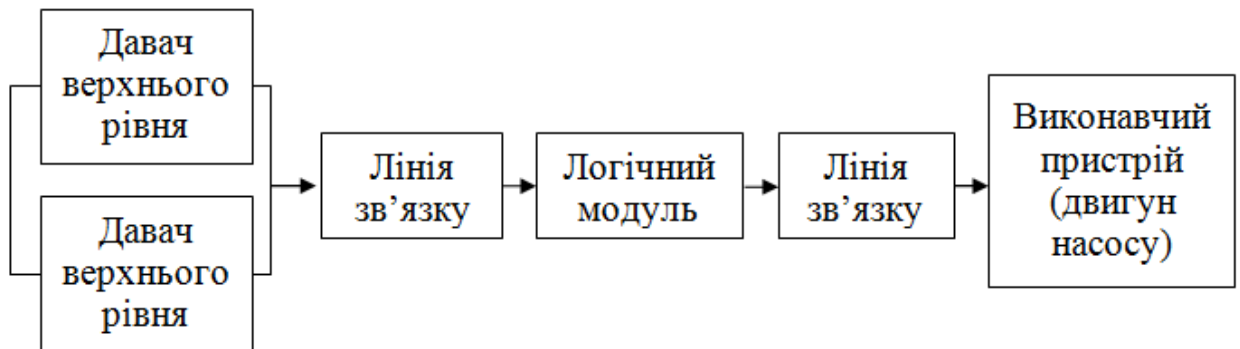 Давач
верхнього
рівня
Давач
верхнього
рівня
Лінія
зв’язку
Логічний
модуль
Лінія
зв’язку
Виконавчий
пристрій
(двигун
насосу)